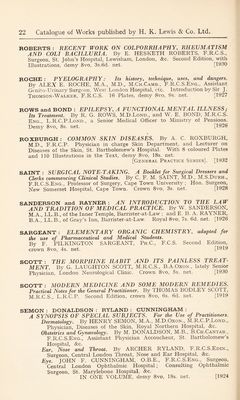 22 Catalogue of Works published by H. K. Lewis & Co. Ltd.
ROBERTS: RECENT WORK ON COLPORRHAPHY, RHEUMATISM
AND COLI BACILLURIA. By E. HESKETH ROBERTS, F.R.C.S.,
Surgeon, St. John's Hospital, Lewisham, London, &c. Second Edition, with
Illustrations, demy 8vo, 3s.6d. net. [1930
ROCHE: PYELOGRAPHY: Its history, technique, uses, and dangers.
By ALEX E. ROCHE, M.A., M.D., M.Ch.Camb., F.R.C.S.Eng., Assistant
Genito-Urinary Surgeon, West London Hospital, etc. Introduction by Sir J.
THOMSON-WALKER, F.R.C.S. 16 Plates, demy 8vo, 9s. net. [1927
ROWS and BOND: EPILEPSY, A FUNCTIONAL MENTAL ILLNESS,
Its Treatment. By R. G. ROWS, M.D.Lond., and W. E. BOND, M.R.C.S.
Eng., L.R.C.P.Lond., a Senior Medical Officer to Ministry of Pensions.
Demy 8vo, 8s. net. [1926
ROXBURGH: COMMON SKIN DISEASES. By A. C. ROXBURGH,
M.D., F.R.C.P. Physician in charge Skin Department, and Lecturer on
Diseases of the Skin, St. Bartholomew's Hospital. With 8 coloured Plates
and 110 Illustrations in the Text, demy 8vo, 18s. net.
[GENERAL PRACTICE SERIES]. [1932
SAINT: SURGICAL NOTE-TAKING. A Booklet for Surgical Dressers and
Clerks commencing Clinical Studies. By C. F. M. SAINT, M.D., M.S.Durh.,
F.R.C.S.Eng., Professor of Surgery, Cape Town University; Hon. Surgeon,
New Somerset Hospital, Cape Town. Crown 8vo, 3s. net. [1928
SANDERSON and RAYNER: AN INTRODUCTION TO THE LAW
AND TRADITION OF MEDICAL PRACTICE. By W. SANDERSON,
M.A., LL.B., of the Inner Temple, Barrister-at-Law; and E. B. A. RAYNER,
B.A., LL.B., of Gray's Inn, Barrister-at-Law. Royal 8vo, 7s. 6d. net. [1926
SARGEANT: ELEMENTARY ORGANIC CHEMISTRY, adapted for
the use of Pharmaceutical and Medical Students.
By F. PILKINGTON SARGEANT, Ph.C., F.C.S. Second Edition,
crown 8vo, 4s. net. [1919
SCOTT: THE MORPHINE HABIT AND ITS PAINLESS TREAT-
MENT. By G. LAUGHTON SCOTT, M.R.C.S., B.A.Oxon., lately Senior
Physician, London Neurological Clinic. Crown 8vo, 5s. net. [1930
SCOTT: MODERN MEDICINE AND SOME MODERN REMEDIES.
Practical Notes for the General Practitioner. By THOMAS BODLEY SCOTT,
M.R.C.S., L.R.C.P. Second Edition, crown 8vo, 6s. 6d. net. [1919
SEMON: DONALDSON: RYLAND: CUNNINGHAM:
A SYNOPSIS OF SPECIAL SUBJECTS. For the Use of Practitioners.
Dermatology. By HENRY SEMON, M.A., M.D.Oxon., M.R.C.P.Lond.,
Physician, Diseases of the Skin, Royal Northern Hospital, &c.
Obstetrics and Gynæcology. By M. DONALDSON, M.B., B.Ch.Cantab.,
F.R.C.S.Eng., Assistant Physician Accoucheur, St. Bartholomew's
Hospital, &c.
Ear, Nose and Throat. By ARCHER RYLAND, F.R.C.S.Edin.,
Surgeon, Central London Throat, Nose and Ear Hospital, &c.
Eye. JOHN F. CUNNINGHAM, O.B.E., F.R.C.S.Eng., Surgeon,
Central London Ophthalmic Hospital; Consulting Ophthalmic
Surgeon, St. Marylebone Hospital, &c.
IN ONE VOLUME, demy 8vo, 18s. net. [1924